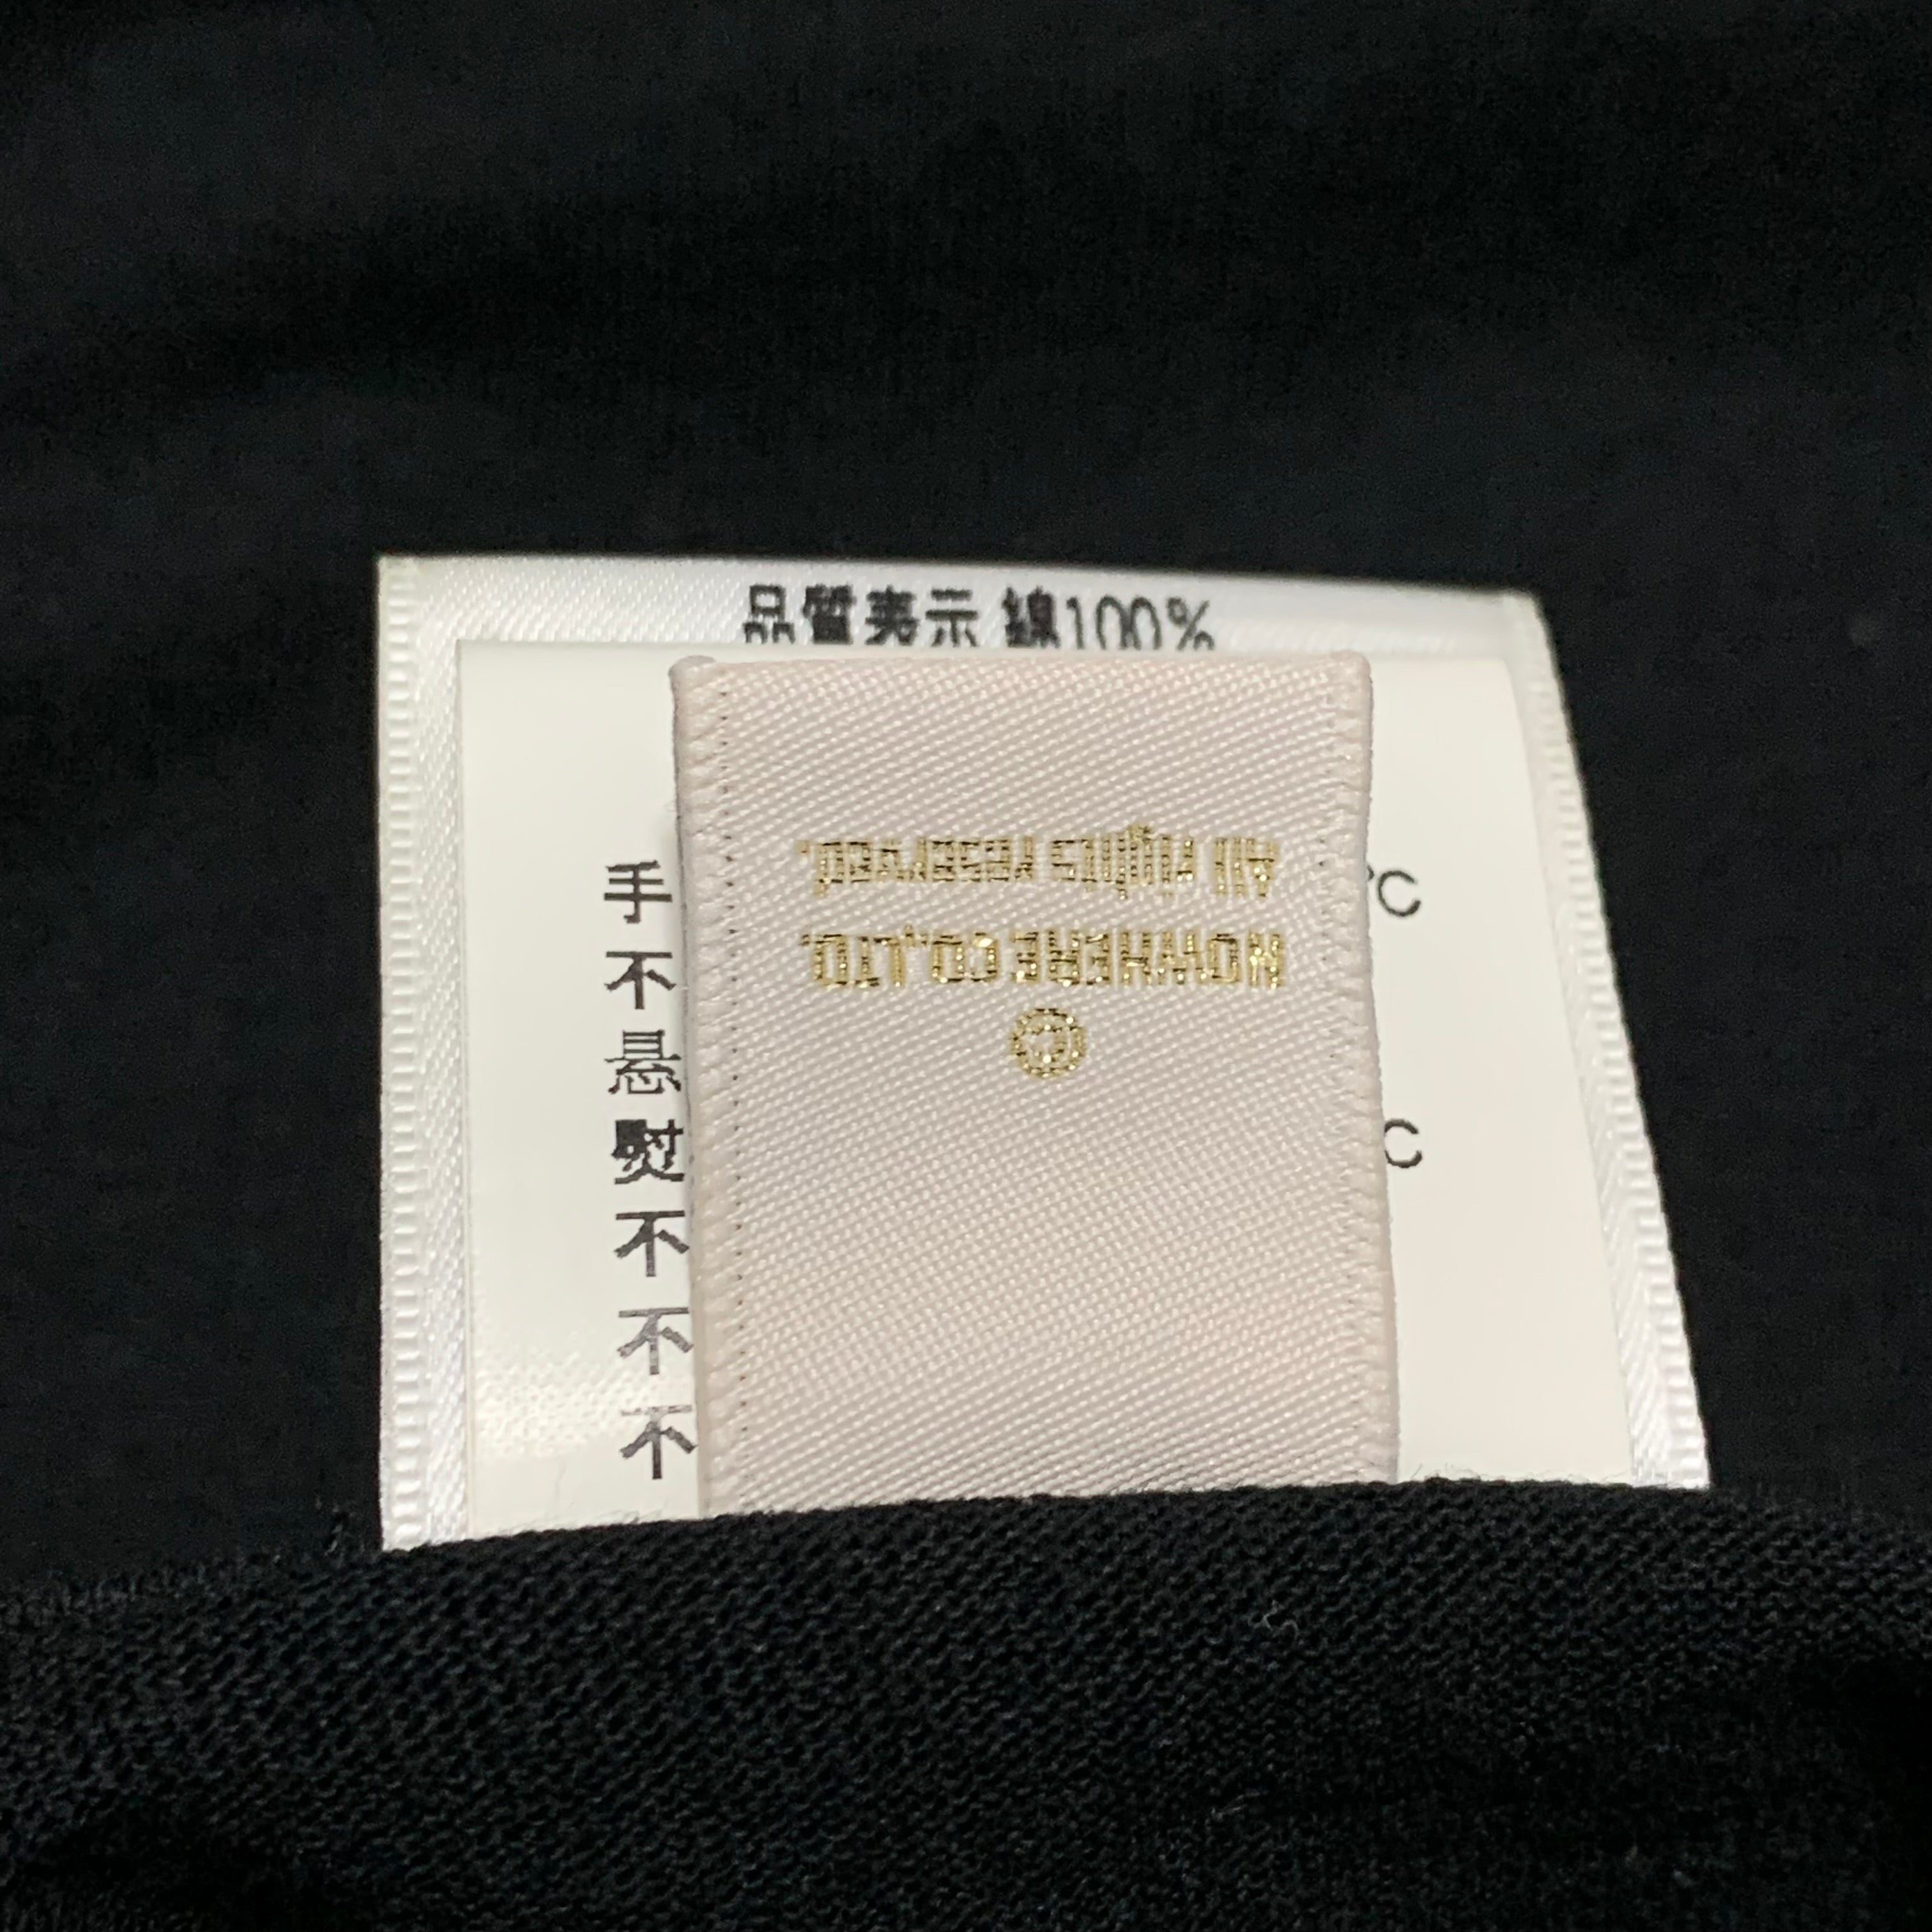 品質表示 綿100%
手
℃
不
悬
熨
℃
不
不
不
©
NOWHERE CO.,LTD.
All rights reserved.